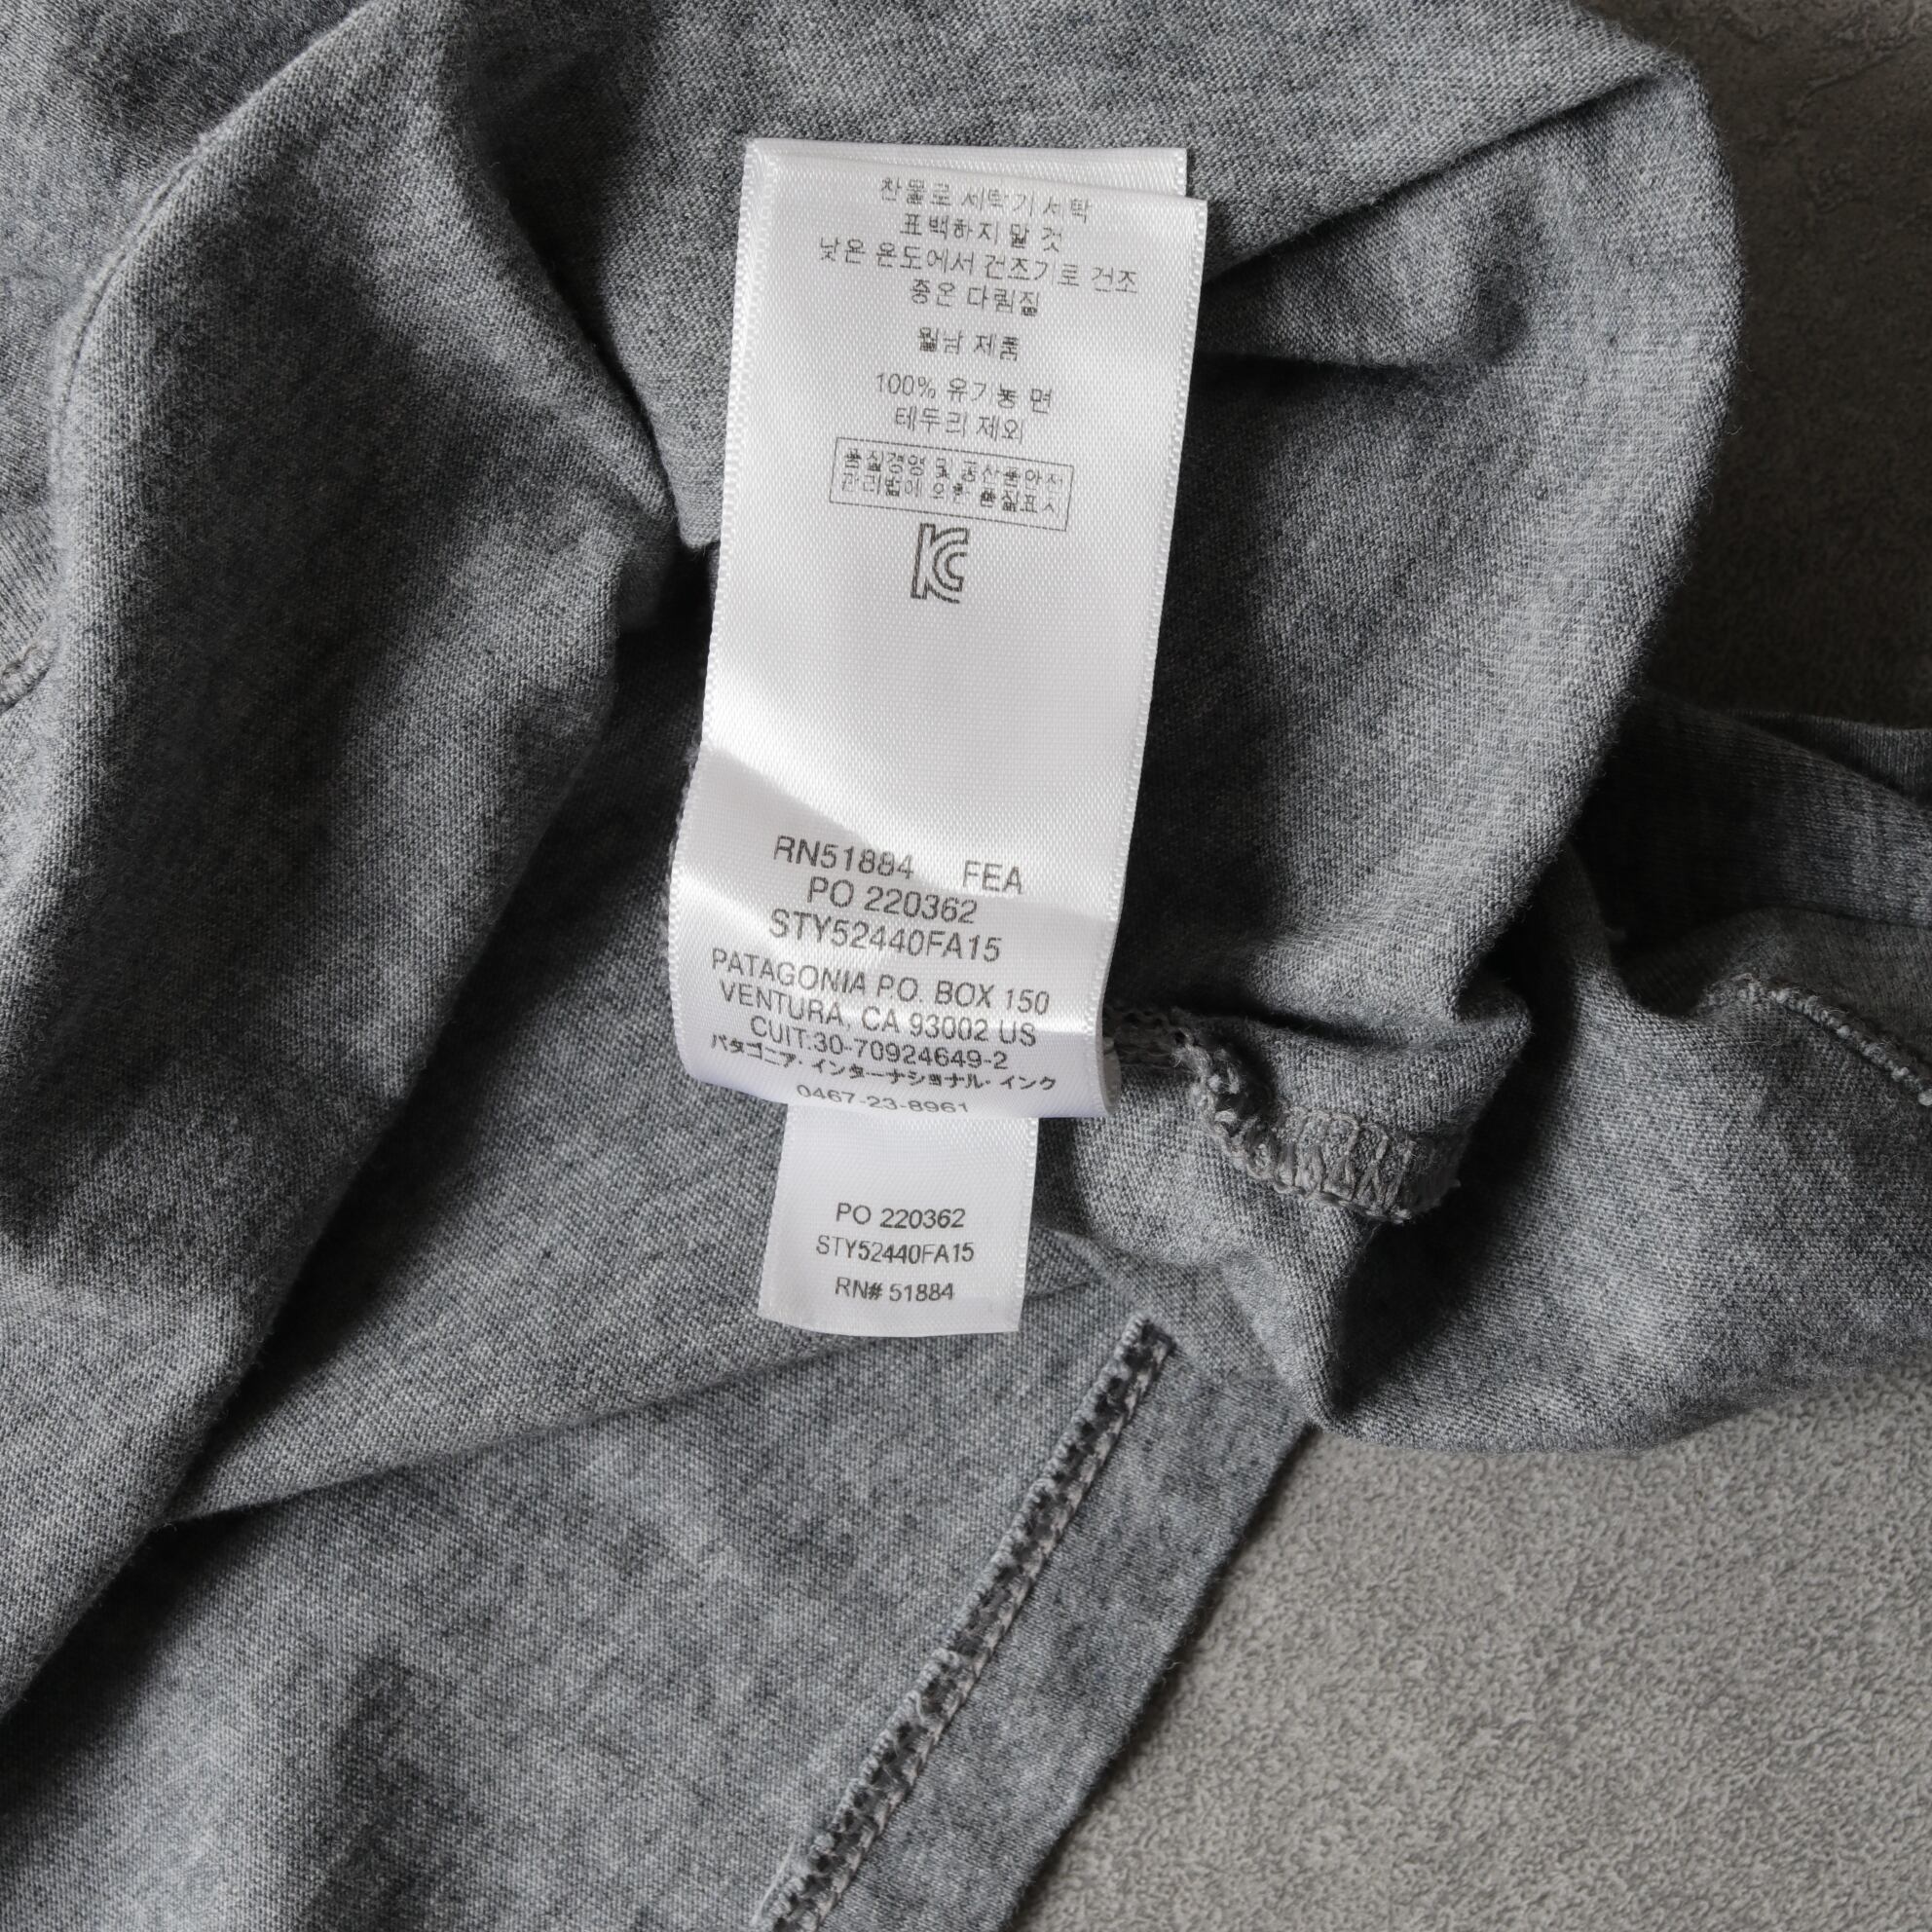 찬물로 세탁기 세탁
표백하지 말 것
낮은 온도에서 건조기로 건조
중온 다림질
월남 제품
100% 유기농 면
테두리 제외
품질경영 및 공산품안전
관리법에 의한 품질표시
KC
RN51884 FEA
PO 220362
STY52440FA15
PATAGONIA P.O. BOX 150
VENTURA, CA 93002 US
CUIT:30-70924649-2
パタゴニア・インターナショナル・インク
0467-23-8961
PO 220362
STY52440FA15
RN# 51884